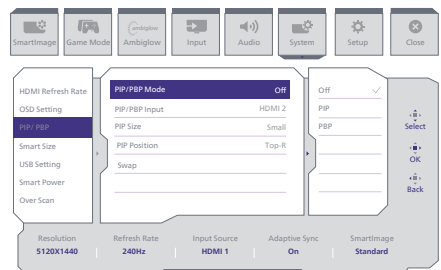 ambiglow
SmartImage
Game Mode
Ambiglow
Input
Audio
System
Setup
Close
HDMI Refresh Rate
OSD Setting
PIP/ PBP
Smart Size
USB Setting
Smart Power
Over Scan
PIP/PBP Mode Off
PIP/PBP Input HDMI 2
PIP Size Small
PIP Position Top-R
Swap
Off
PIP
PBP
Select
OK
Back
Resolution
5120X1440
Refresh Rate
240Hz
Input Source
HDMI 1
Adaptive Sync
On
SmartImage
Standard